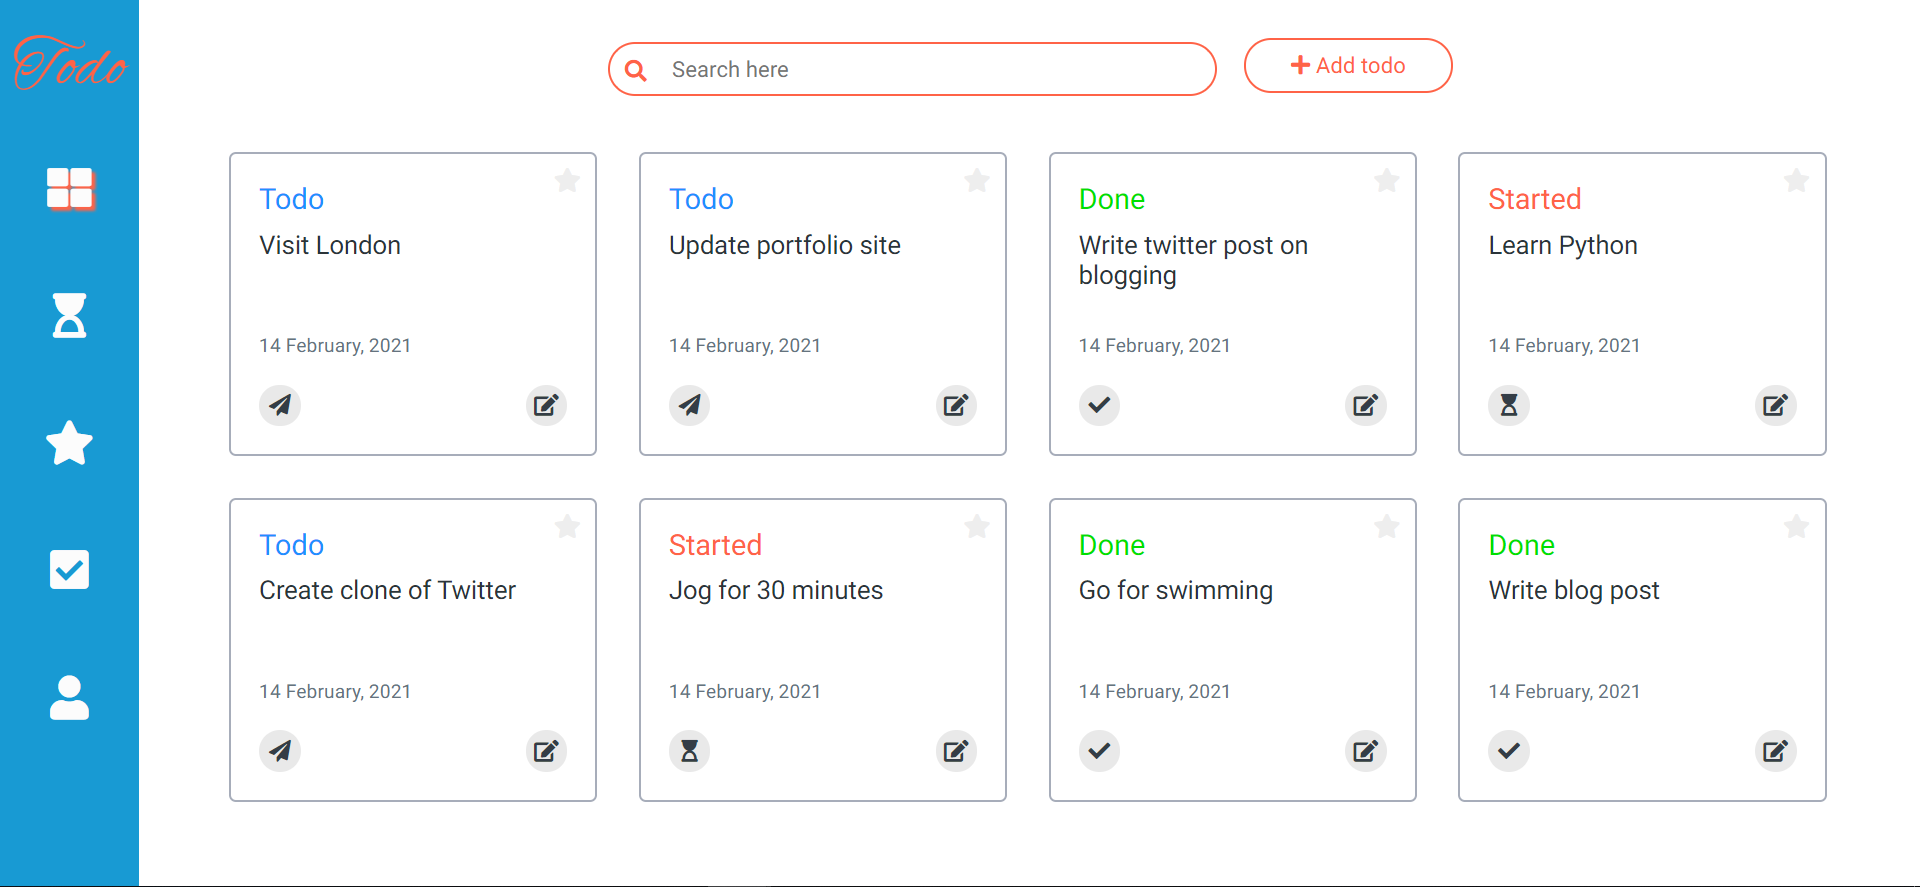 Todo
Search here
Add todo
Todo
Visit London
14 February, 2021
Todo
Update portfolio site
14 February, 2021
Done
Write twitter post on
blogging
14 February, 2021
Started
Learn Python
14 February, 2021
Todo
Create clone of Twitter
14 February, 2021
Started
Jog for 30 minutes
14 February, 2021
Done
Go for swimming
14 February, 2021
Done
Write blog post
14 February, 2021